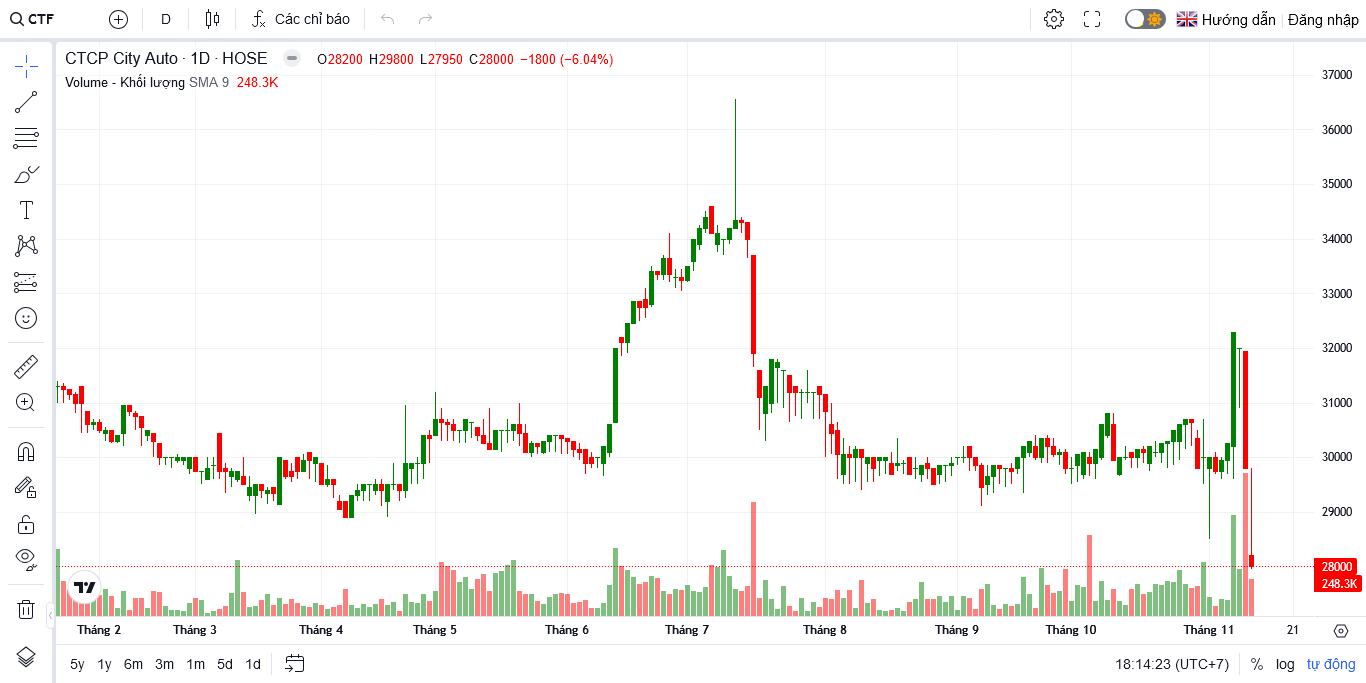 CTF D Các chỉ báo Hướng dẫn Đăng nhập
CTCP City Auto · 1D · HOSE O28200 H29800 L27950 C28000 −1800 (−6.04%)
Volume - Khối lượng SMA 9 248.3K
37000
36000
35000
34000
33000
32000
31000
30000
29000
28000
248.3K
Tháng 2 Tháng 3 Tháng 4 Tháng 5 Tháng 6 Tháng 7 Tháng 8 Tháng 9 Tháng 10 Tháng 11 21
5y 1y 6m 3m 1m 5d 1d 18:14:23 (UTC+7) % log tự động